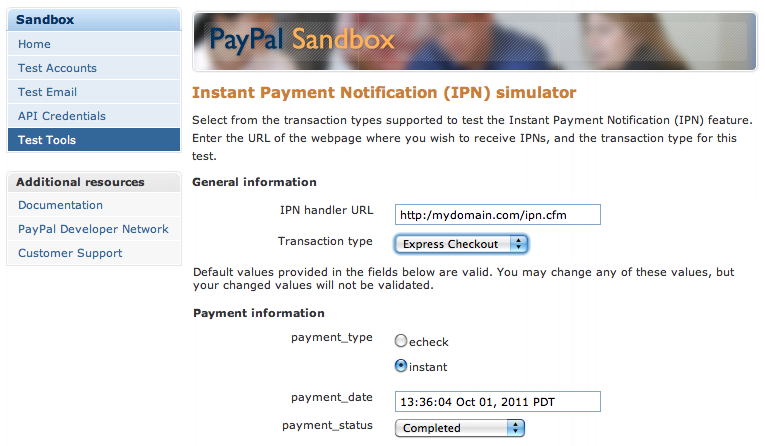 Sandbox
Home
Test Accounts
Test Email
API Credentials
Test Tools
Additional resources
Documentation
PayPal Developer Network
Customer Support
PayPal Sandbox
Instant Payment Notification (IPN) simulator
Select from the transaction types supported to test the Instant Payment Notification (IPN) feature.
Enter the URL of the webpage where you wish to receive IPNs, and the transaction type for this
test.
General information
IPN handler URL http:/mydomain.com/ipn.cfm
Transaction type Express Checkout
Default values provided in the fields below are valid. You may change any of these values, but
your changed values will not be validated.
Payment information
payment_type echeck
instant
payment_date 13:36:04 Oct 01, 2011 PDT
payment_status Completed